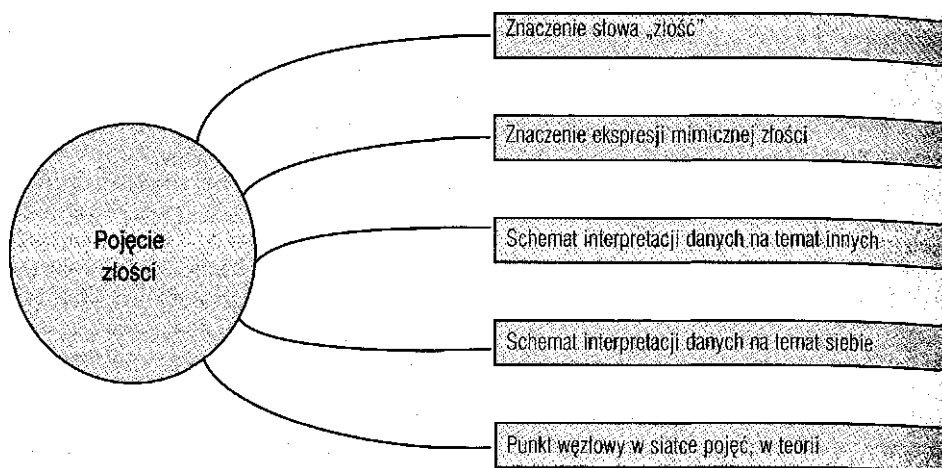 Znaczenie słowa „złość”
Znaczenie ekspresji mimicznej złości
Pojęcie
złości
Schemat interpretacji danych na temat innych
Schemat interpretacji danych na temat siebie
Punkt węzłowy w siatce pojęć, w teorii